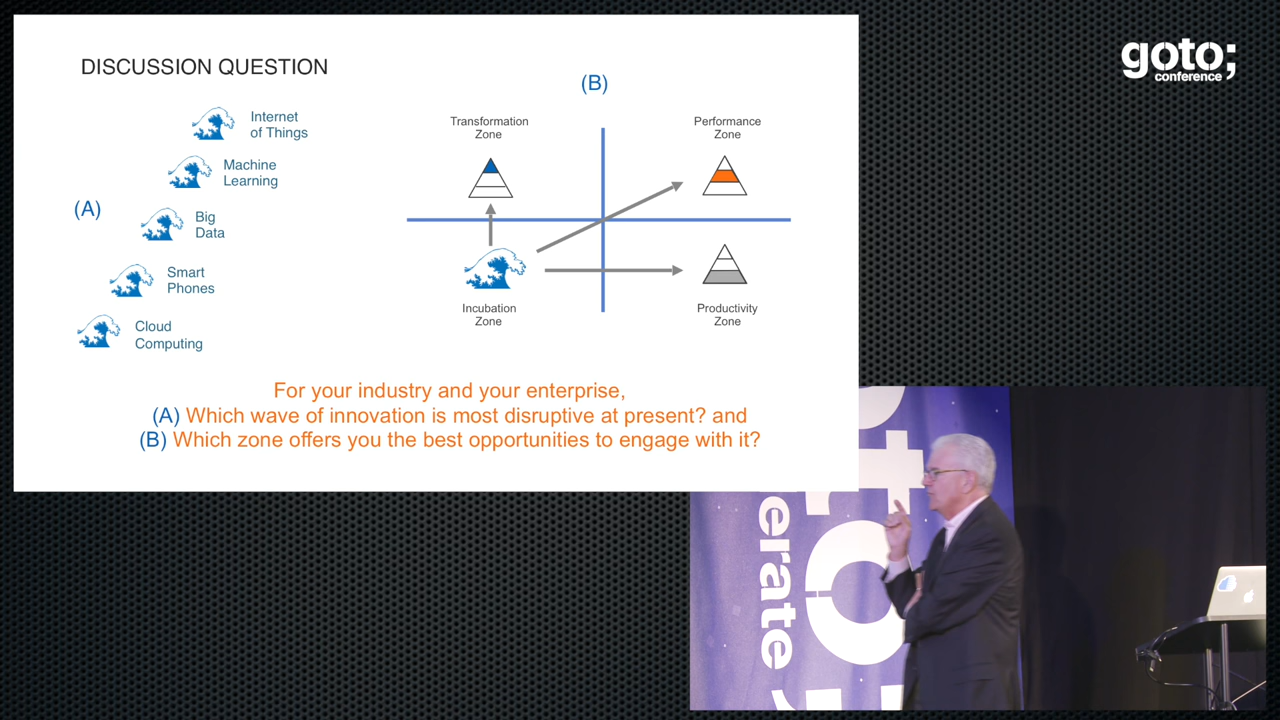 DISCUSSION QUESTION
(A)
Internet
of Things
Machine
Learning
Big
Data
Smart
Phones
Cloud
Computing
(B)
Transformation
Zone
Performance
Zone
Incubation
Zone
Productivity
Zone
For your industry and your enterprise,
(A) Which wave of innovation is most disruptive at present? and
(B) Which zone offers you the best opportunities to engage with it?
goto;
conference
erate